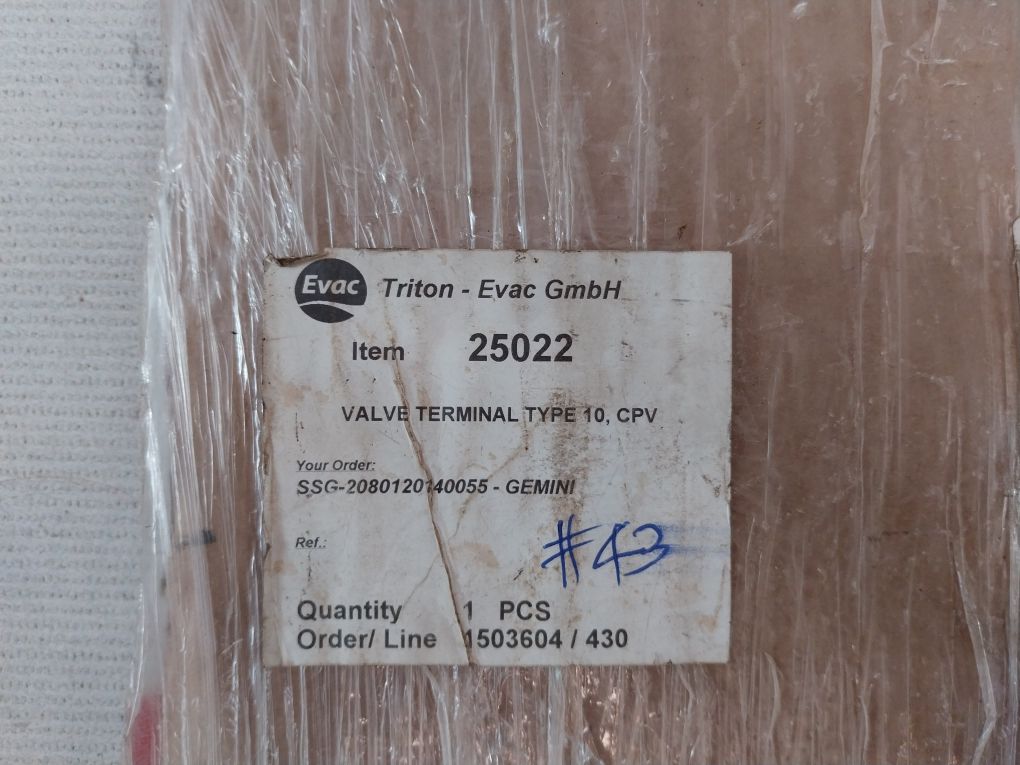 Evac Triton - Evac GmbH
Item 25022
VALVE TERMINAL TYPE 10, CPV
Your Order:
SSG-2080120140055 - GEMINI
Ref.:
#43
Quantity 1 PCS
Order/ Line 1503604 / 430